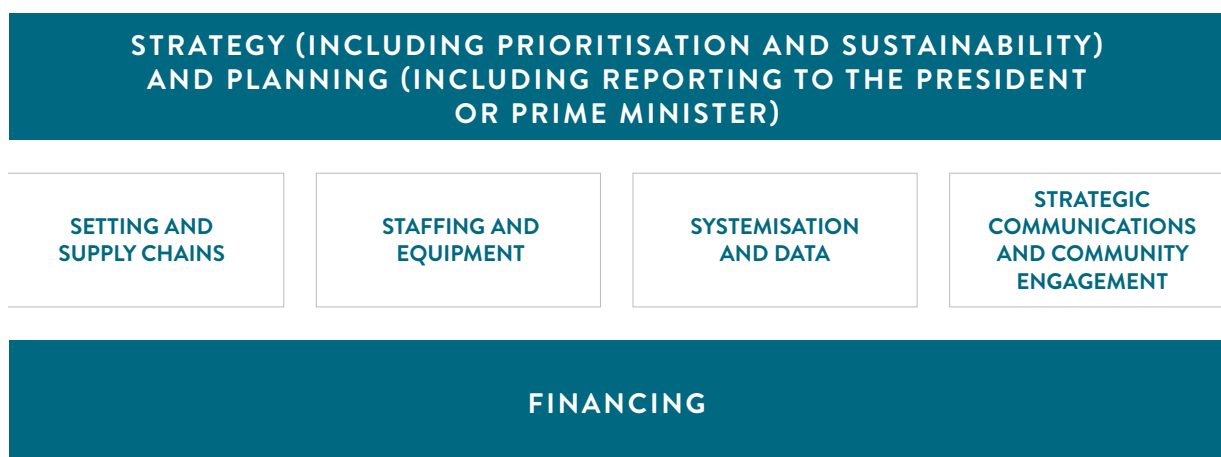 STRATEGY (INCLUDING PRIORITISATION AND SUSTAINABILITY)
AND PLANNING (INCLUDING REPORTING TO THE PRESIDENT
OR PRIME MINISTER)
SETTING AND
SUPPLY CHAINS
STAFFING AND
EQUIPMENT
SYSTEMISATION
AND DATA
STRATEGIC
COMMUNICATIONS
AND COMMUNITY
ENGAGEMENT
FINANCING